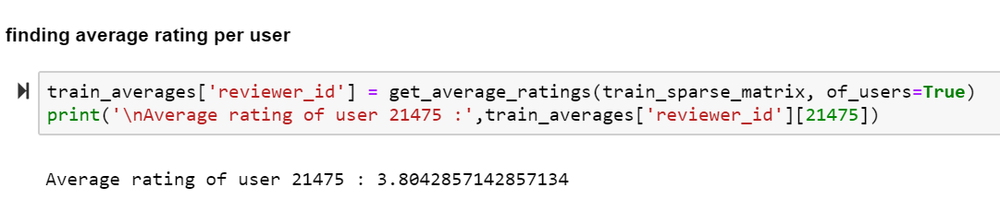 finding average rating per user
train_averages['reviewer_id'] = get_average_ratings(train_sparse_matrix, of_users=True)
print('\nAverage rating of user 21475 :',train_averages['reviewer_id'][21475])
Average rating of user 21475 : 3.8042857142857134